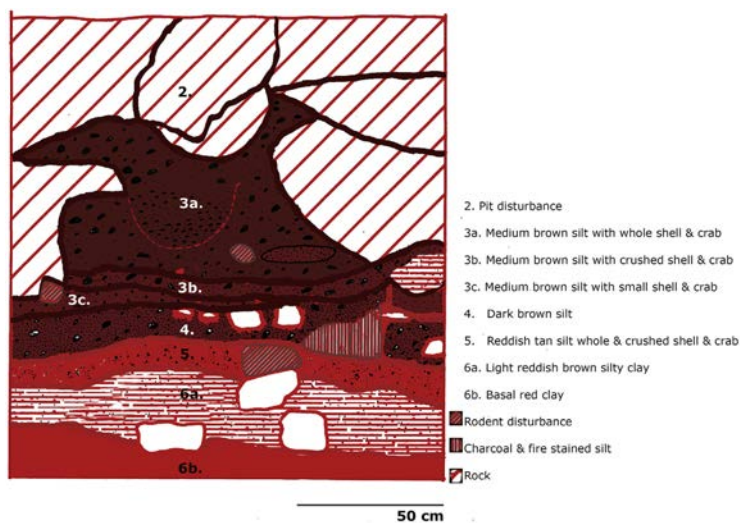 2.
3a.
3b.
3c.
4.
5.
6a.
6b.
2. Pit disturbance
3a. Medium brown silt with whole shell & crab
3b. Medium brown silt with crushed shell & crab
3c. Medium brown silt with small shell & crab
4. Dark brown silt
5. Reddish tan silt whole & crushed shell & crab
6a. Light reddish brown silty clay
6b. Basal red clay
Rodent disturbance
Charcoal & fire stained silt
Rock
50 cm